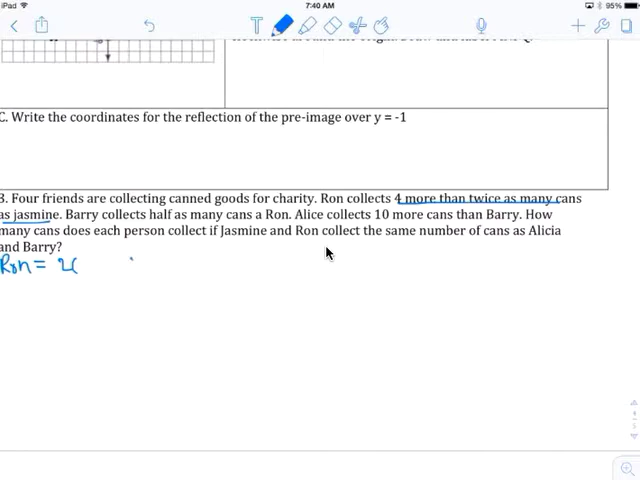 iPad
7:40 AM
95%
C. Write the coordinates for the reflection of the pre-image over y = -1
3. Four friends are collecting canned goods for charity. Ron collects 4 more than twice as many cans
as jasmine. Barry collects half as many cans a Ron. Alice collects 10 more cans than Barry. How
many cans does each person collect if Jasmine and Ron collect the same number of cans as Alicia
and Barry?
Ron = 2(